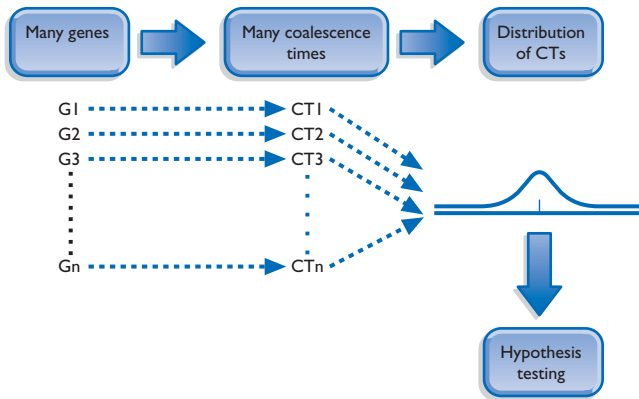 Many genes
Many coalescence
times
Distribution
of CTs
G1
CT1
G2
CT2
G3
CT3
Gn
CTn
Hypothesis
testing